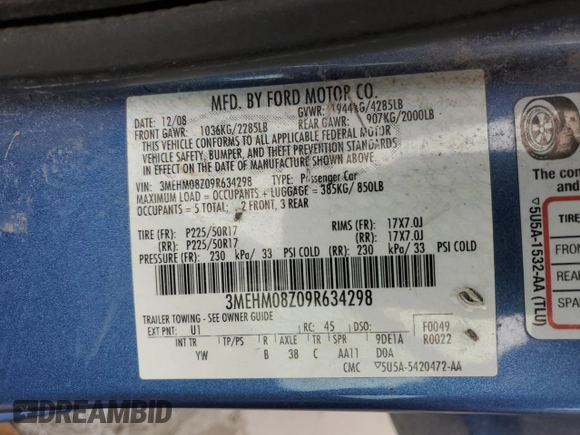 MFD. BY FORD MOTOR CO.
DATE: 12/08 GVWR: 1944KG/4285LB
FRONT GAWR: 1036KG/2285LB REAR GAWR: 907KG/2000LB
THIS VEHICLE CONFORMS TO ALL APPLICABLE FEDERAL MOTOR
VEHICLE SAFETY, BUMPER, AND THEFT PREVENTION STANDARDS
IN EFFECT ON THE DATE OF MANUFACTURE SHOWN ABOVE.
VIN: 3MEHM08Z09R634298 TYPE: Passenger Car
MAXIMUM LOAD = OCCUPANTS + LUGGAGE = 385KG/850LB
OCCUPANTS = 5 TOTAL, 2 FRONT, 3 REAR
TIRE (FR): P225/50R17 RIMS (FR): 17X7.0J
(RR): P225/50R17 (RR): 17X7.0J
PRESSURE (FR): 230 kPa/ 33 PSI COLD (RR): 230 kPa/ 33 PSI COLD
3MEHM08Z09R634298
TRAILER TOWING - SEE OWNER GUIDE
EXT PNT: U1 RC: 45 DSO: F0049
INT TR TP/PS R AXLE TR SPR 9DE1A R0022
YW B 38 C AA11 D0A
CMC ▽5U5A-5420472-AA
▽5U5A-1532-AA (TLU)
The com
TIRE
FRON
REAR
SPA
DREAMBID